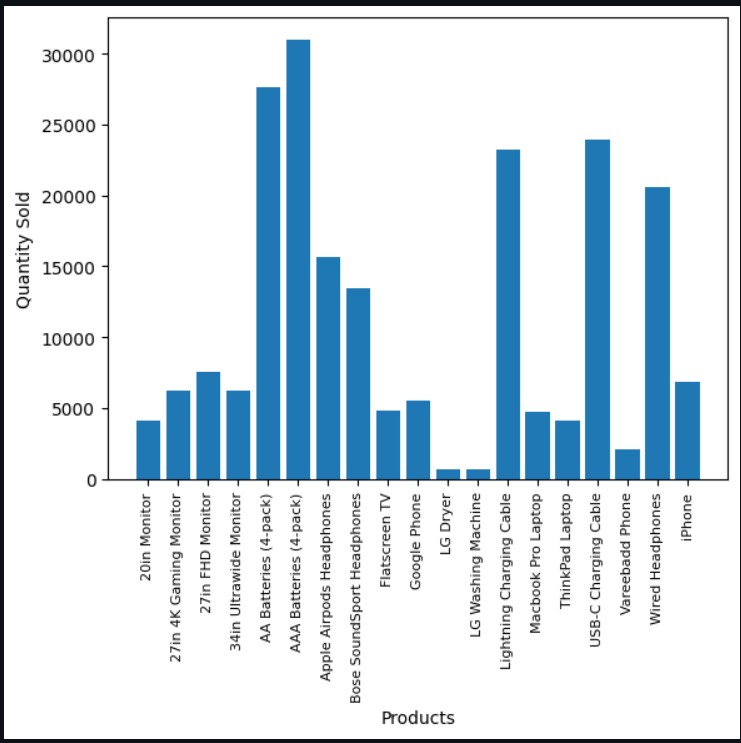 30000
25000
20000
15000
10000
5000
0
Quantity Sold
20in Monitor
27in 4K Gaming Monitor
27in FHD Monitor
34in Ultrawide Monitor
AA Batteries (4-pack)
AAA Batteries (4-pack)
Apple Airpods Headphones
Bose SoundSport Headphones
Flatscreen TV
Google Phone
LG Dryer
LG Washing Machine
Lightning Charging Cable
Macbook Pro Laptop
ThinkPad Laptop
USB-C Charging Cable
Vareebadd Phone
Wired Headphones
iPhone
Products